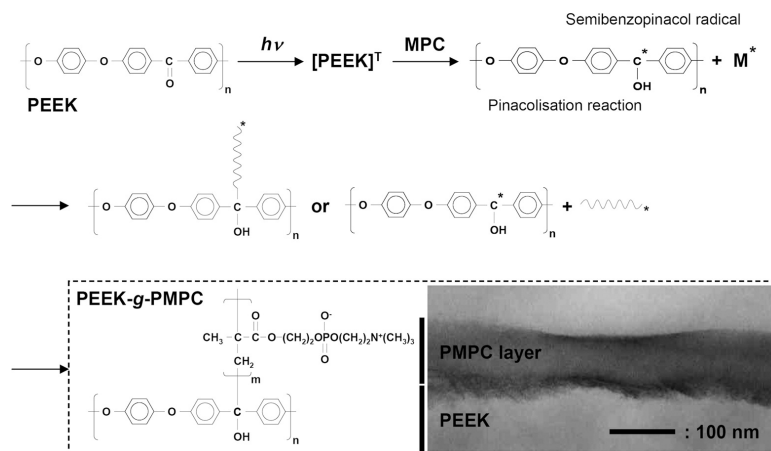 Semibenzopinacol radical
hν
MPC
O
O
C
O
n
[PEEK]ᵀ
O
O
C
*
OH
n
+ M*
PEEK
Pinacolisation reaction
*
O
O
C
OH
n
or
O
O
C
*
OH
n
+
*
PEEK-g-PMPC
O
O⁻
CH₃ C C O (CH₂)₂OPO(CH₂)₂N⁺(CH₃)₃
O
CH₂
m
O
O
C
OH
n
PMPC layer
PEEK
: 100 nm